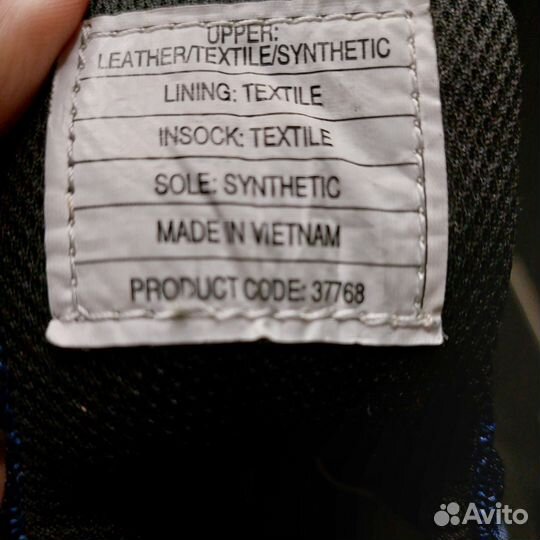 UPPER:
LEATHER/TEXTILE/SYNTHETIC
LINING: TEXTILE
INSOCK: TEXTILE
SOLE: SYNTHETIC
MADE IN VIETNAM
PRODUCT CODE: 37768
Avito